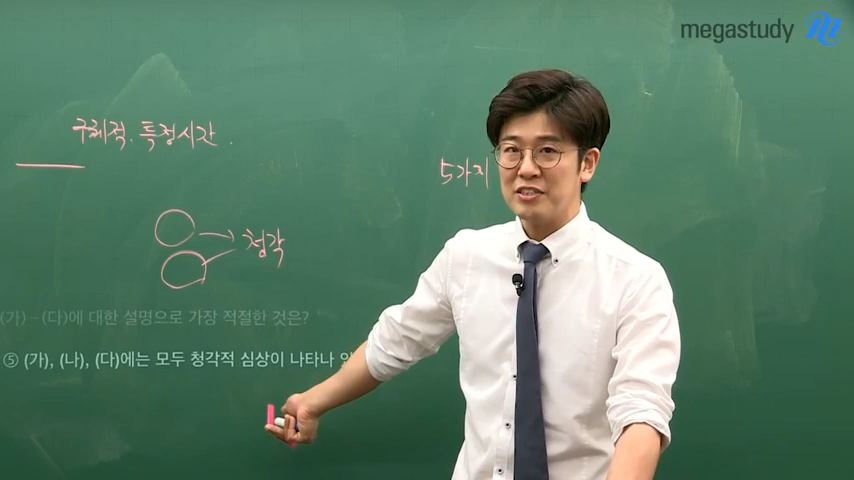 megastudy
구체적. 특정시간.
5가지
청각
(가) – (다)에 대한 설명으로 가장 적절한 것은?
⑤ (가), (나), (다)에는 모두 청각적 심상이 나타나